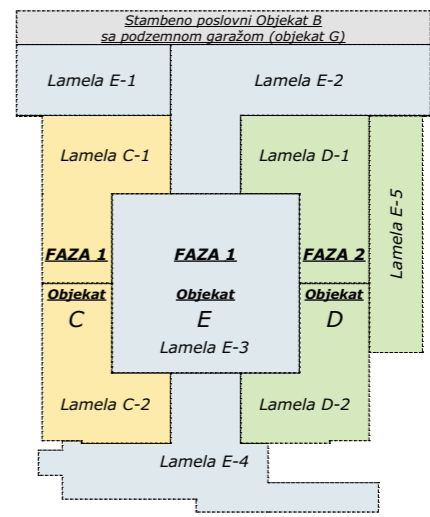 Stambeno poslovni Objekat B
sa podzemnom garažom (objekat G)
Lamela E-1
Lamela E-2
Lamela C-1
Lamela D-1
Lamela E-5
FAZA 1
FAZA 1
FAZA 2
Objekat
Objekat
Objekat
C
E
D
Lamela E-3
Lamela C-2
Lamela D-2
Lamela E-4